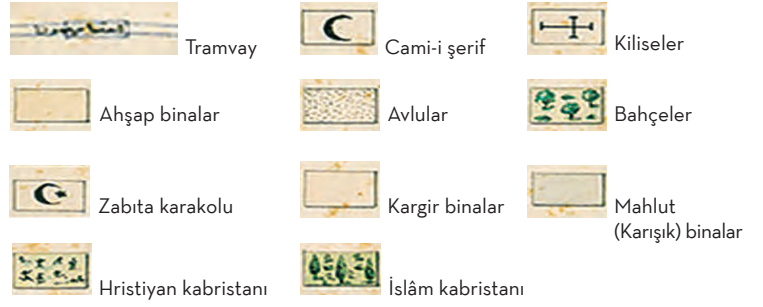 Tramvay
Cami-i şerif
Kiliseler
Ahşap binalar
Avlular
Bahçeler
Zabıta karakolu
Kargir binalar
Mahlut
(Karışık) binalar
Hristiyan kabristanı
İslâm kabristanı